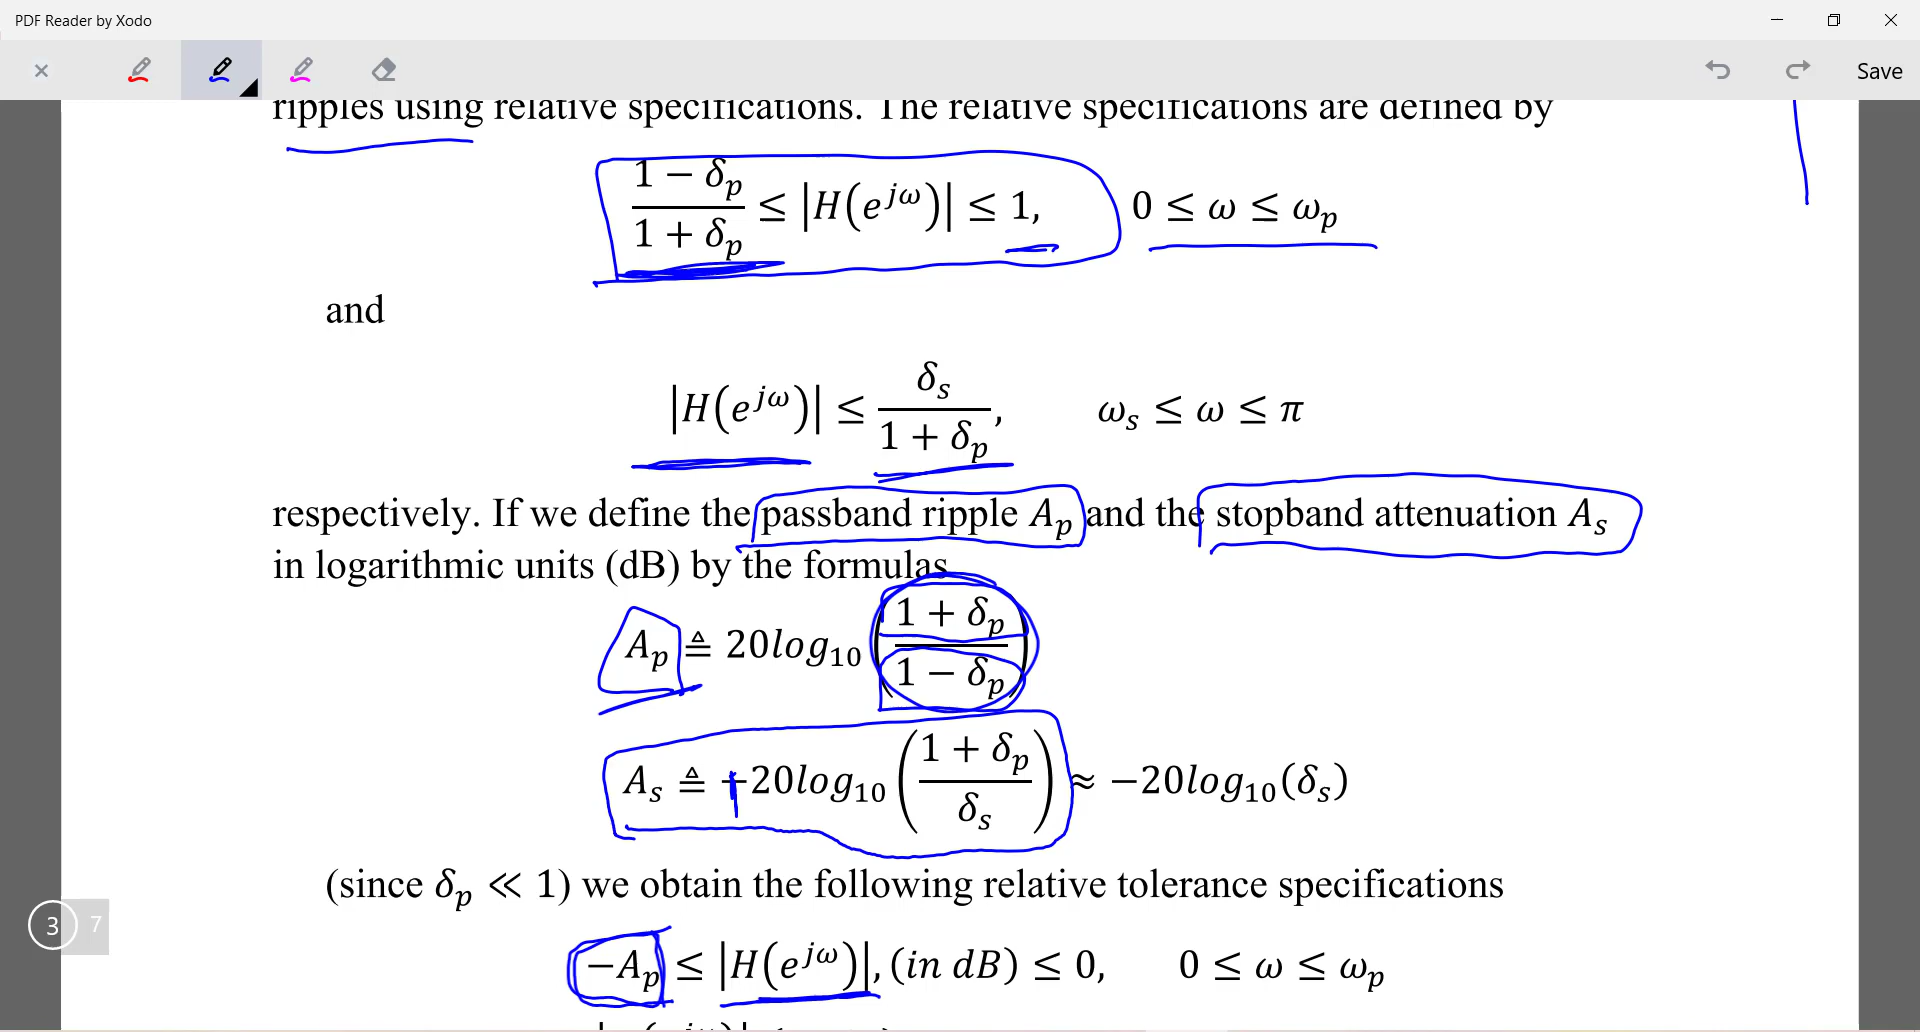 PDF Reader by Xodo
Save
ripples using relative specifications. The relative specifications are defined by
(1 − δₚ)/(1 + δₚ) ≤ |H(e^{jω})| ≤ 1, 0 ≤ ω ≤ ωₚ
and
|H(e^{jω})| ≤ δₛ/(1 + δₚ), ωₛ ≤ ω ≤ π
respectively. If we define the passband ripple Aₚ and the stopband attenuation Aₛ
in logarithmic units (dB) by the formulas
Aₚ ≜ 20log₁₀((1 + δₚ)/(1 − δₚ))
Aₛ ≜ +20log₁₀((1 + δₚ)/δₛ) ≈ −20log₁₀(δₛ)
(since δₚ ≪ 1) we obtain the following relative tolerance specifications
3 7
−Aₚ ≤ |H(e^{jω})|, (in dB) ≤ 0, 0 ≤ ω ≤ ωₚ